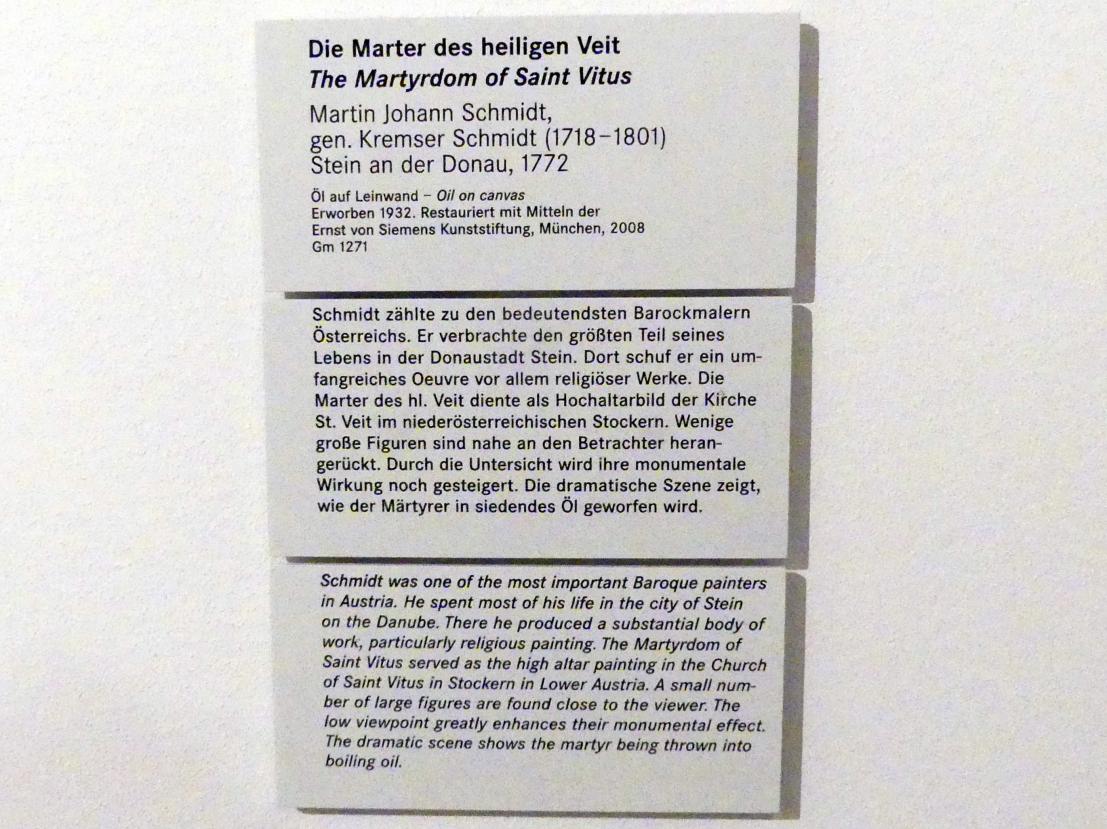 Die Marter des heiligen Veit
The Martyrdom of Saint Vitus
Martin Johann Schmidt,
gen. Kremser Schmidt (1718–1801)
Stein an der Donau, 1772
Öl auf Leinwand – Oil on canvas
Erworben 1932. Restauriert mit Mitteln der
Ernst von Siemens Kunststiftung, München, 2008
Gm 1271
Schmidt zählte zu den bedeutendsten Barockmalern
Österreichs. Er verbrachte den größten Teil seines
Lebens in der Donaustadt Stein. Dort schuf er ein um-
fangreiches Oeuvre vor allem religiöser Werke. Die
Marter des hl. Veit diente als Hochaltarbild der Kirche
St. Veit im niederösterreichischen Stockern. Wenige
große Figuren sind nahe an den Betrachter heran-
gerückt. Durch die Untersicht wird ihre monumentale
Wirkung noch gesteigert. Die dramatische Szene zeigt,
wie der Märtyrer in siedendes Öl geworfen wird.
Schmidt was one of the most important Baroque painters
in Austria. He spent most of his life in the city of Stein
on the Danube. There he produced a substantial body of
work, particularly religious painting. The Martyrdom of
Saint Vitus served as the high altar painting in the Church
of Saint Vitus in Stockern in Lower Austria. A small num-
ber of large figures are found close to the viewer. The
low viewpoint greatly enhances their monumental effect.
The dramatic scene shows the martyr being thrown into
boiling oil.